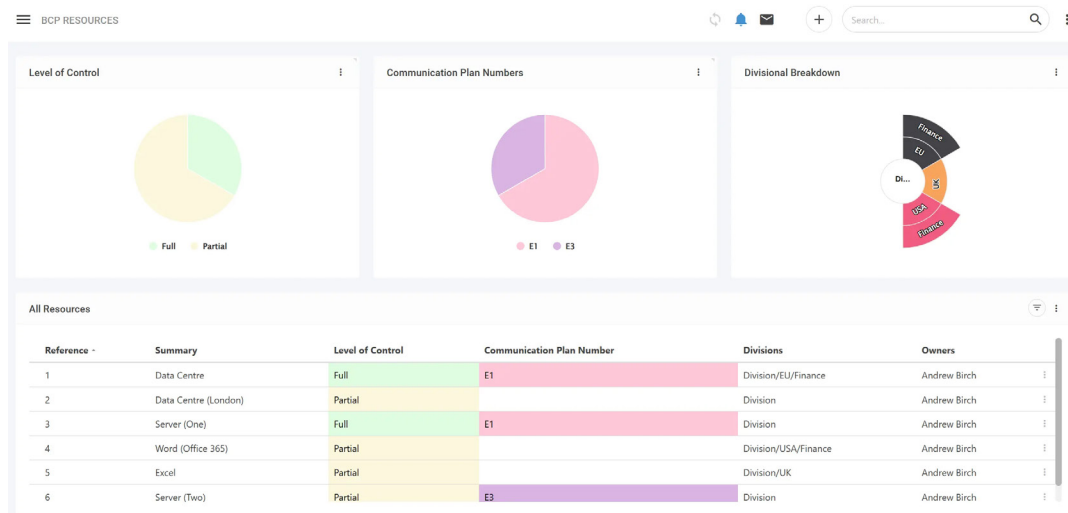 BCP RESOURCES
Search...
Level of Control
Communication Plan Numbers
Divisional Breakdown
Full Partial
E1 E3
Finance
EU
Di...
UK
USA
Finance
All Resources
Reference Summary Level of Control Communication Plan Number Divisions Owners
1 Data Centre Full E1 Division/EU/Finance Andrew Birch
2 Data Centre (London) Partial Division Andrew Birch
3 Server (One) Full E1 Division Andrew Birch
4 Word (Office 365) Partial Division/USA/Finance Andrew Birch
5 Excel Partial Division/UK Andrew Birch
6 Server (Two) Partial E3 Division Andrew Birch